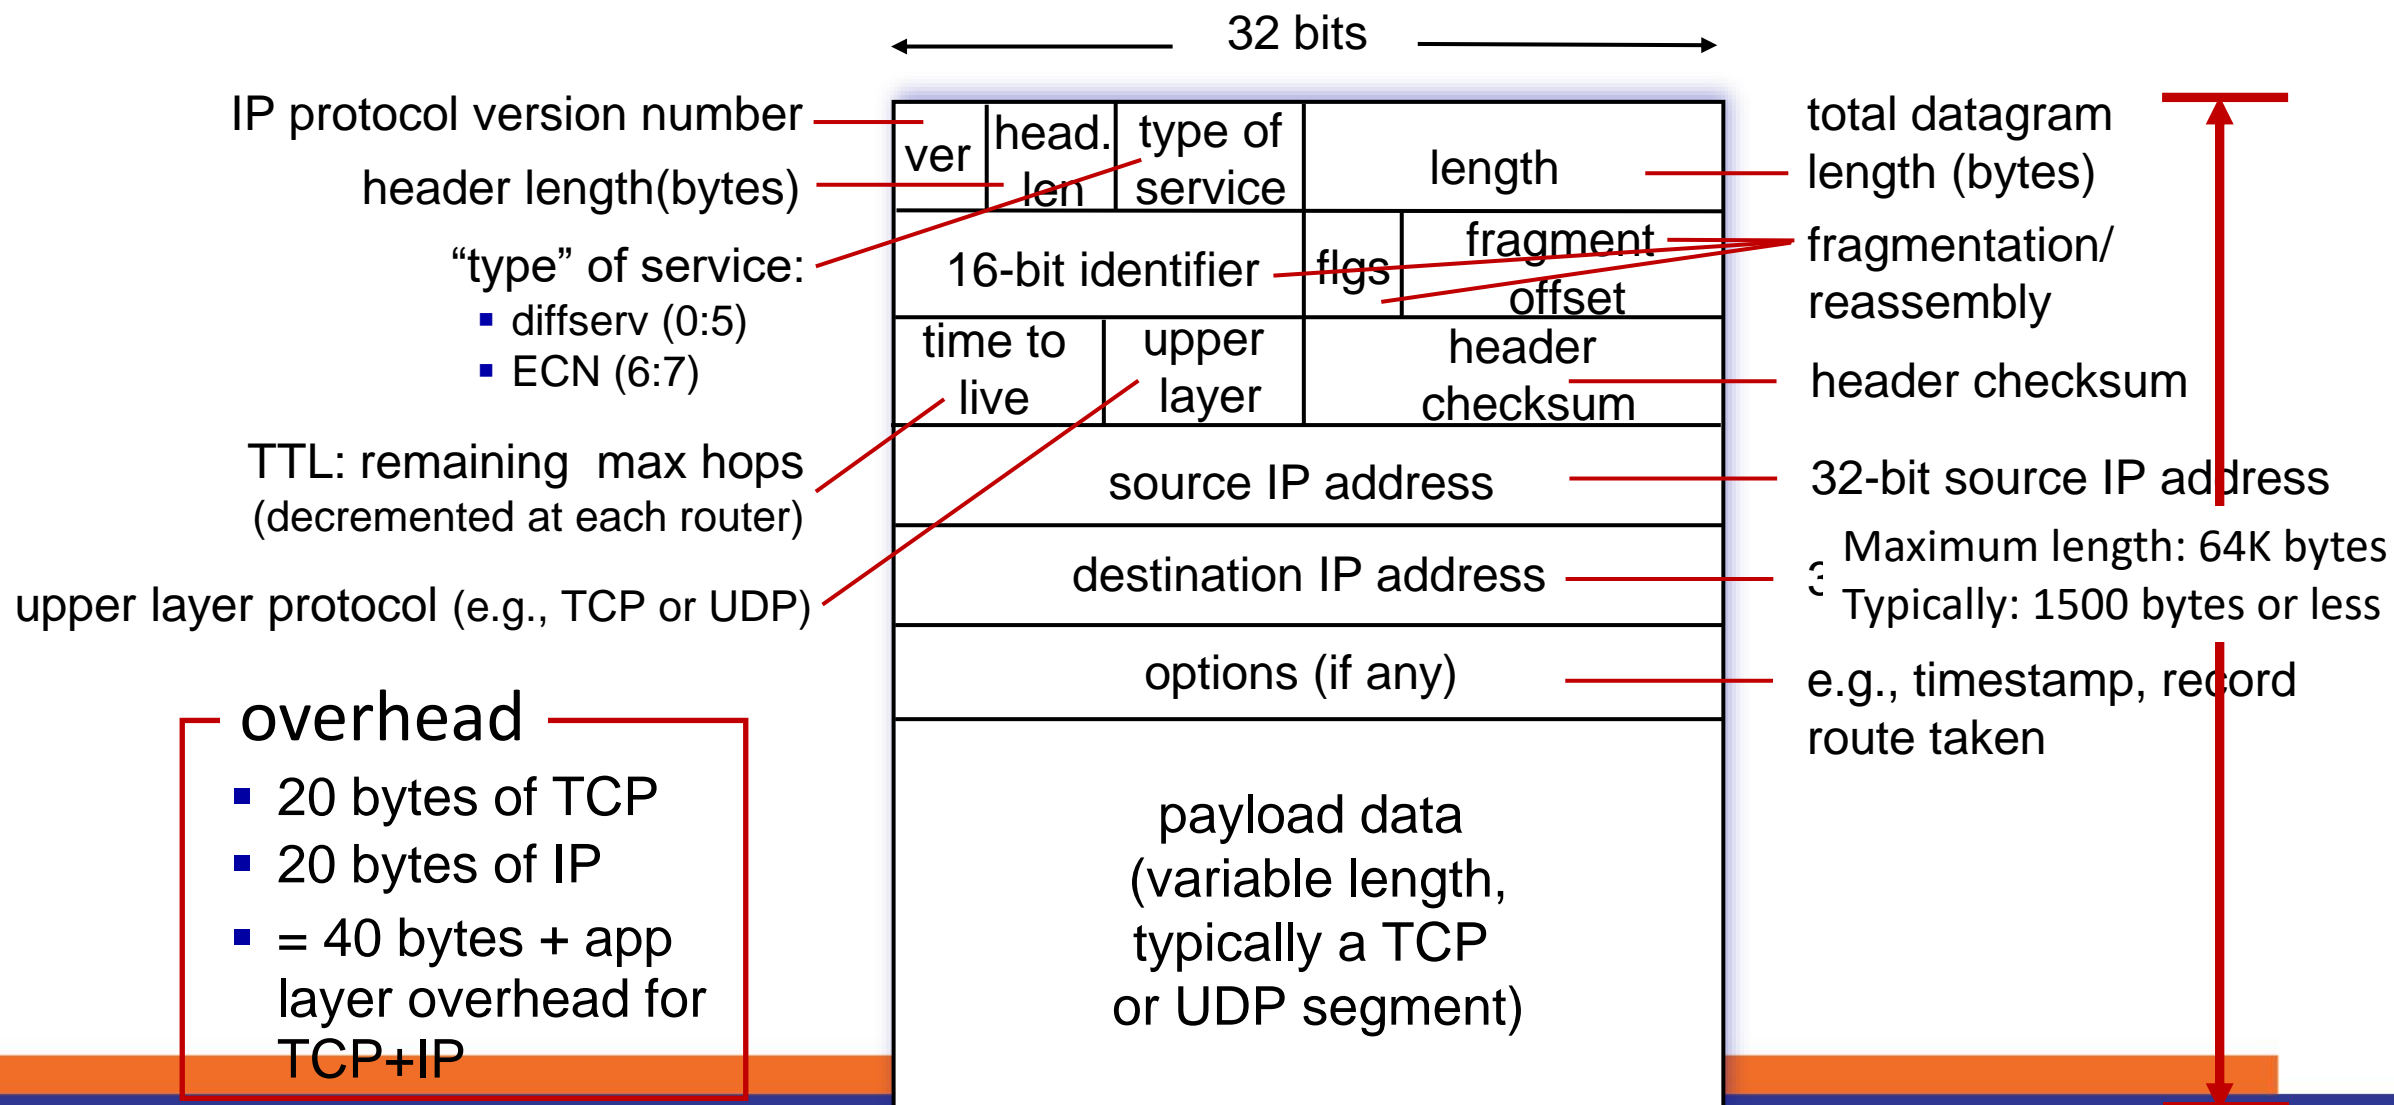 32 bits
IP protocol version number
header length(bytes)
“type” of service:
▪ diffserv (0:5)
▪ ECN (6:7)
TTL: remaining  max hops
(decremented at each router)
upper layer protocol (e.g., TCP or UDP)
overhead
▪ 20 bytes of TCP
▪ 20 bytes of IP
▪ = 40 bytes + app
layer overhead for
TCP+IP
ver
head.
len
type of
service
length
16-bit identifier
flgs
fragment
offset
time to
live
upper
layer
header
checksum
source IP address
destination IP address
options (if any)
payload data
(variable length,
typically a TCP
or UDP segment)
total datagram
length (bytes)
fragmentation/
reassembly
header checksum
32-bit source IP address
Maximum length: 64K bytes
Typically: 1500 bytes or less
e.g., timestamp, record
route taken